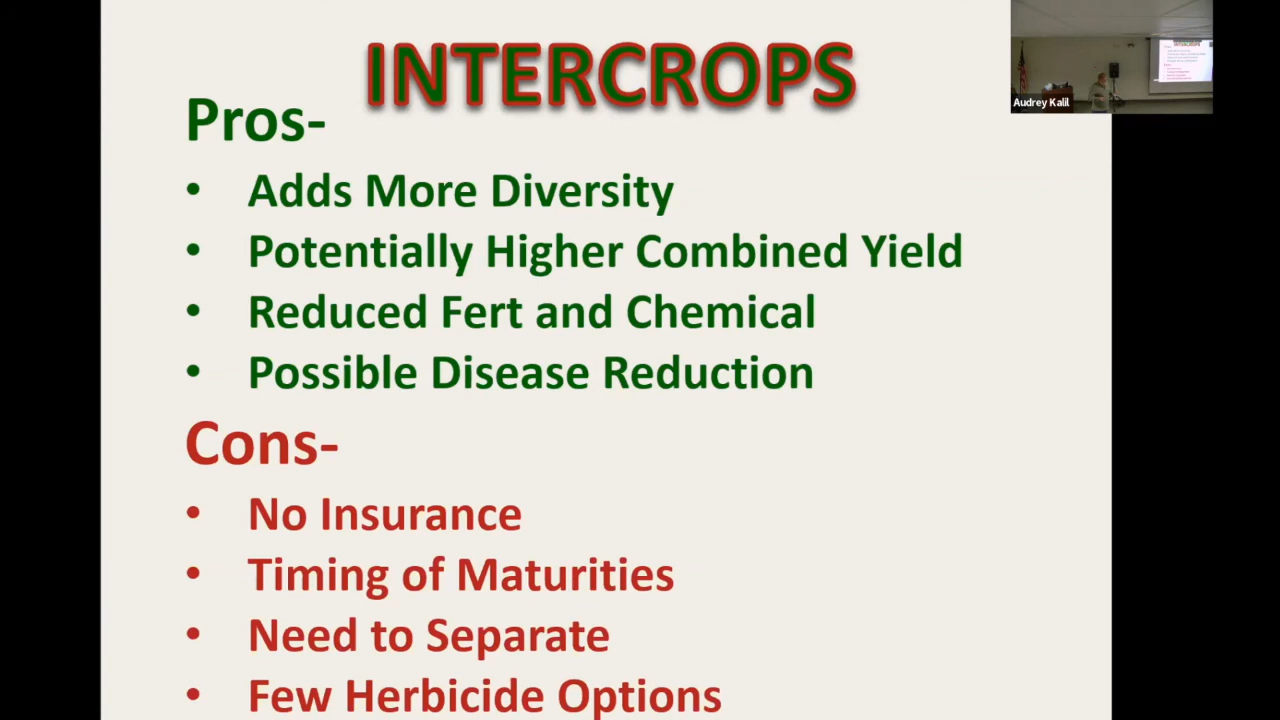 INTERCROPS
Pros-
• Adds More Diversity
• Potentially Higher Combined Yield
• Reduced Fert and Chemical
• Possible Disease Reduction
Cons-
• No Insurance
• Timing of Maturities
• Need to Separate
• Few Herbicide Options
Audrey Kalil
INTERCROPS